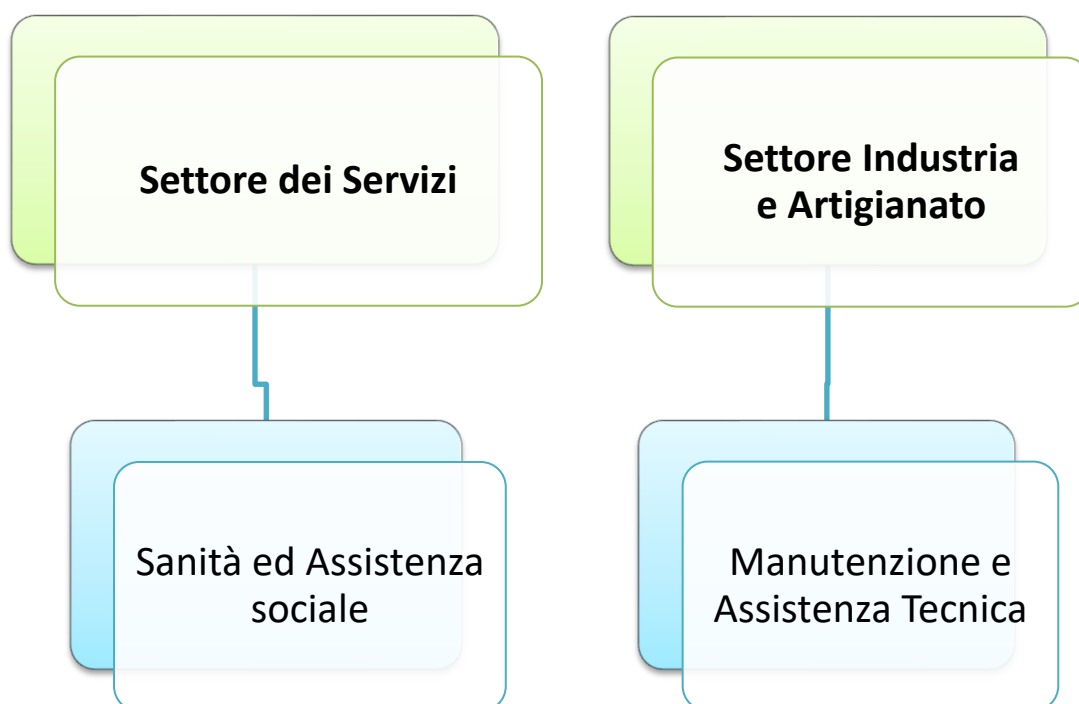 Settore dei Servizi
Settore Industria
e Artigianato
Sanità ed Assistenza
sociale
Manutenzione e
Assistenza Tecnica